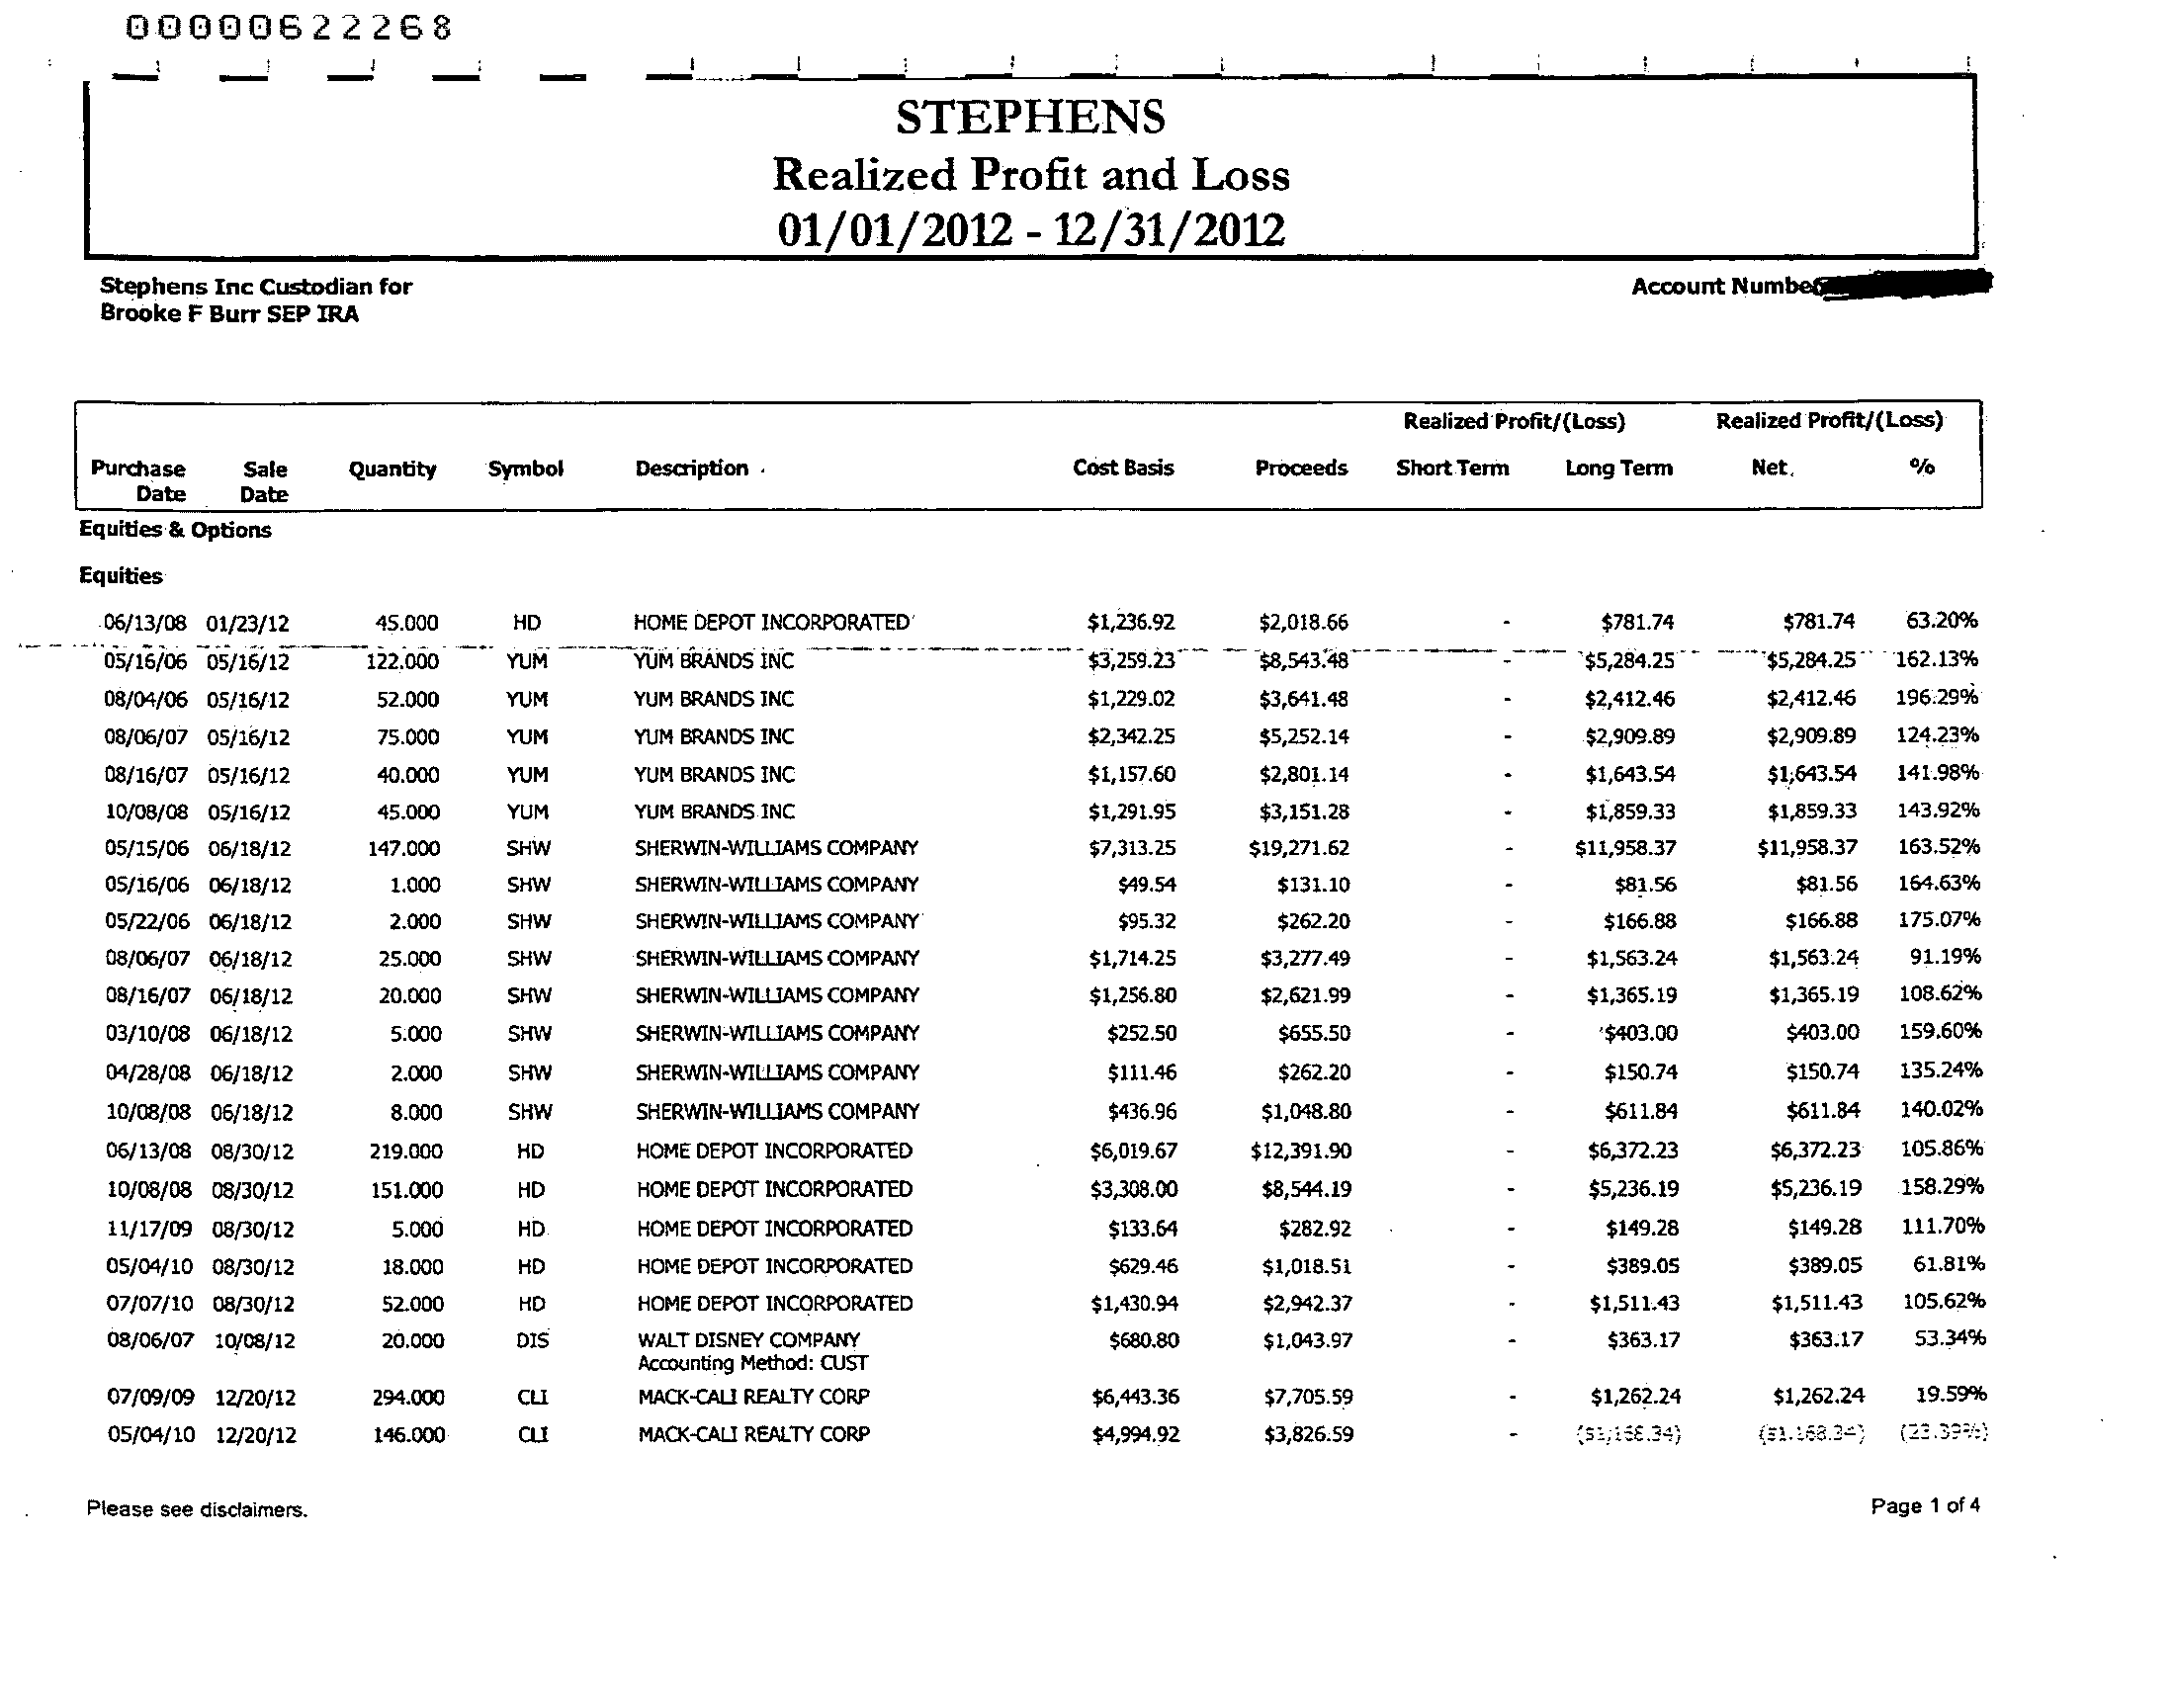 00000622268
STEPHENS
Realized Profit and Loss
01/01/2012 - 12/31/2012
Stephens Inc Custodian for
Brooke F Burr SEP IRA
Account Number
Realized Profit/(Loss) Realized Profit/(Loss)
Purchase Date Sale Date Quantity Symbol Description Cost Basis Proceeds Short Term Long Term Net %
Equities & Options
Equities
06/13/08 01/23/12 45.000 HD HOME DEPOT INCORPORATED $1,236.92 $2,018.66 - $781.74 $781.74 63.20%
05/16/06 05/16/12 122.000 YUM YUM BRANDS INC $3,259.23 $8,543.48 - $5,284.25 $5,284.25 162.13%
08/04/06 05/16/12 52.000 YUM YUM BRANDS INC $1,229.02 $3,641.48 - $2,412.46 $2,412.46 196.29%
08/06/07 05/16/12 75.000 YUM YUM BRANDS INC $2,342.25 $5,252.14 - $2,909.89 $2,909.89 124.23%
08/16/07 05/16/12 40.000 YUM YUM BRANDS INC $1,157.60 $2,801.14 - $1,643.54 $1,643.54 141.98%
10/08/08 05/16/12 45.000 YUM YUM BRANDS INC $1,291.95 $3,151.28 - $1,859.33 $1,859.33 143.92%
05/15/06 06/18/12 147.000 SHW SHERWIN-WILLIAMS COMPANY $7,313.25 $19,271.62 - $11,958.37 $11,958.37 163.52%
05/16/06 06/18/12 1.000 SHW SHERWIN-WILLIAMS COMPANY $49.54 $131.10 - $81.56 $81.56 164.63%
05/22/06 06/18/12 2.000 SHW SHERWIN-WILLIAMS COMPANY $95.32 $262.20 - $166.88 $166.88 175.07%
08/06/07 06/18/12 25.000 SHW SHERWIN-WILLIAMS COMPANY $1,714.25 $3,277.49 - $1,563.24 $1,563.24 91.19%
08/16/07 06/18/12 20.000 SHW SHERWIN-WILLIAMS COMPANY $1,256.80 $2,621.99 - $1,365.19 $1,365.19 108.62%
03/10/08 06/18/12 5.000 SHW SHERWIN-WILLIAMS COMPANY $252.50 $655.50 - $403.00 $403.00 159.60%
04/28/08 06/18/12 2.000 SHW SHERWIN-WILLIAMS COMPANY $111.46 $262.20 - $150.74 $150.74 135.24%
10/08/08 06/18/12 8.000 SHW SHERWIN-WILLIAMS COMPANY $436.96 $1,048.80 - $611.84 $611.84 140.02%
06/13/08 08/30/12 219.000 HD HOME DEPOT INCORPORATED $6,019.67 $12,391.90 - $6,372.23 $6,372.23 105.86%
10/08/08 08/30/12 151.000 HD HOME DEPOT INCORPORATED $3,308.00 $8,544.19 - $5,236.19 $5,236.19 158.29%
11/17/09 08/30/12 5.000 HD HOME DEPOT INCORPORATED $133.64 $282.92 - $149.28 $149.28 111.70%
05/04/10 08/30/12 18.000 HD HOME DEPOT INCORPORATED $629.46 $1,018.51 - $389.05 $389.05 61.81%
07/07/10 08/30/12 52.000 HD HOME DEPOT INCORPORATED $1,430.94 $2,942.37 - $1,511.43 $1,511.43 105.62%
08/06/07 10/08/12 20.000 DIS WALT DISNEY COMPANY $680.80 $1,043.97 - $363.17 $363.17 53.34%
Accounting Method: CUST
07/09/09 12/20/12 294.000 CLI MACK-CALI REALTY CORP $6,443.36 $7,705.59 - $1,262.24 $1,262.24 19.59%
05/04/10 12/20/12 146.000 CLI MACK-CALI REALTY CORP $4,994.92 $3,826.59 - ($1,168.34) ($1,168.34) (23.39%)
Please see disclaimers.
Page 1 of 4